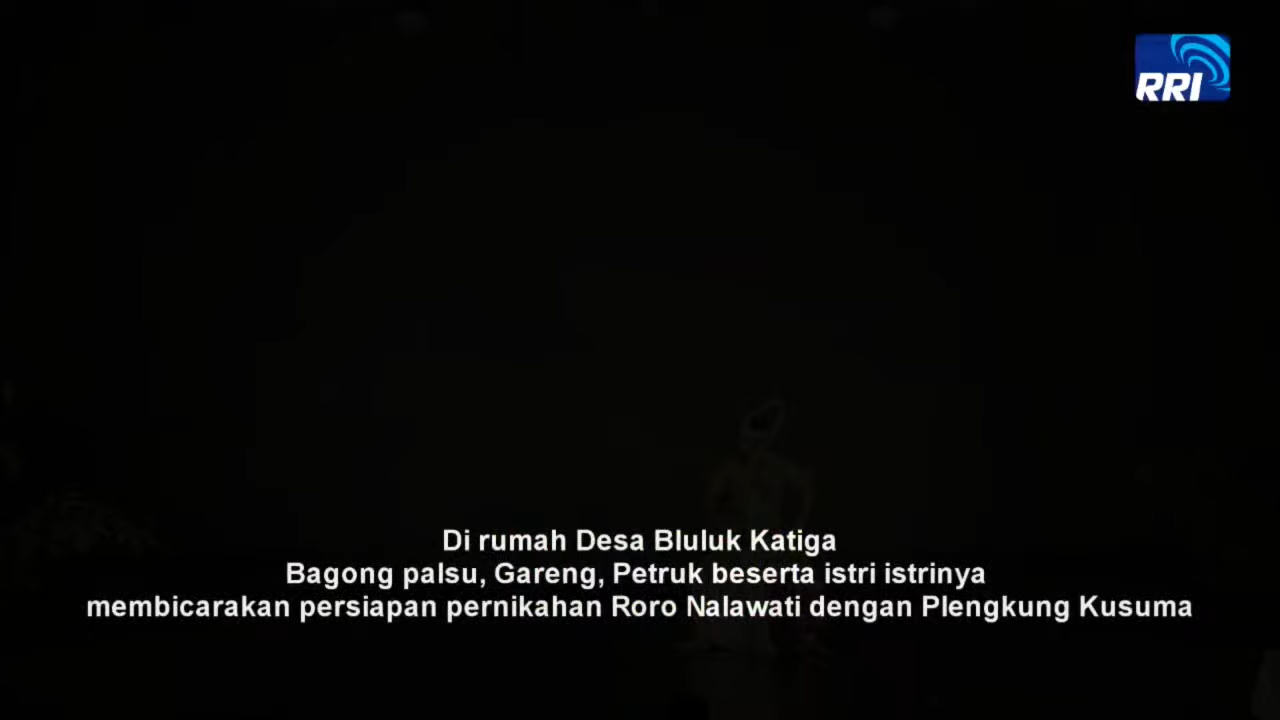 RRI
Di rumah Desa Bluluk Katiga
Bagong palsu, Gareng, Petruk beserta istri istrinya
membicarakan persiapan pernikahan Roro Nalawati dengan Plengkung Kusuma